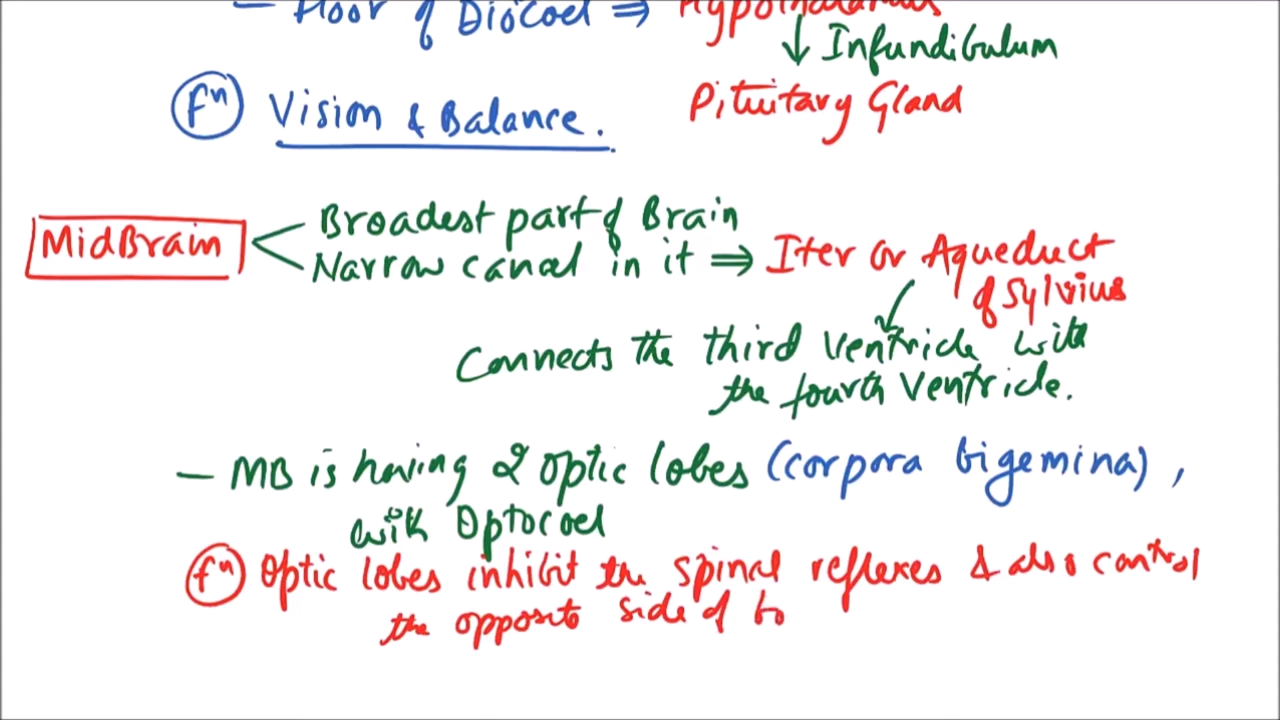 — Floor of Diocoel ⇒ Hypothalamus
↓ Infundibulum
Pituitary Gland
fⁿ Vision & Balance.
MidBrain
Broadest part of Brain
Narrow canal in it ⇒ Iter or Aqueduct
of Sylvius
Connects the third Ventricle with
the fourth Ventricle.
— MB is having 2 optic lobes (corpora bigemina),
with Optocoel
fⁿ Optic lobes inhibit the spinal reflexes & also control
the opposite side of bo